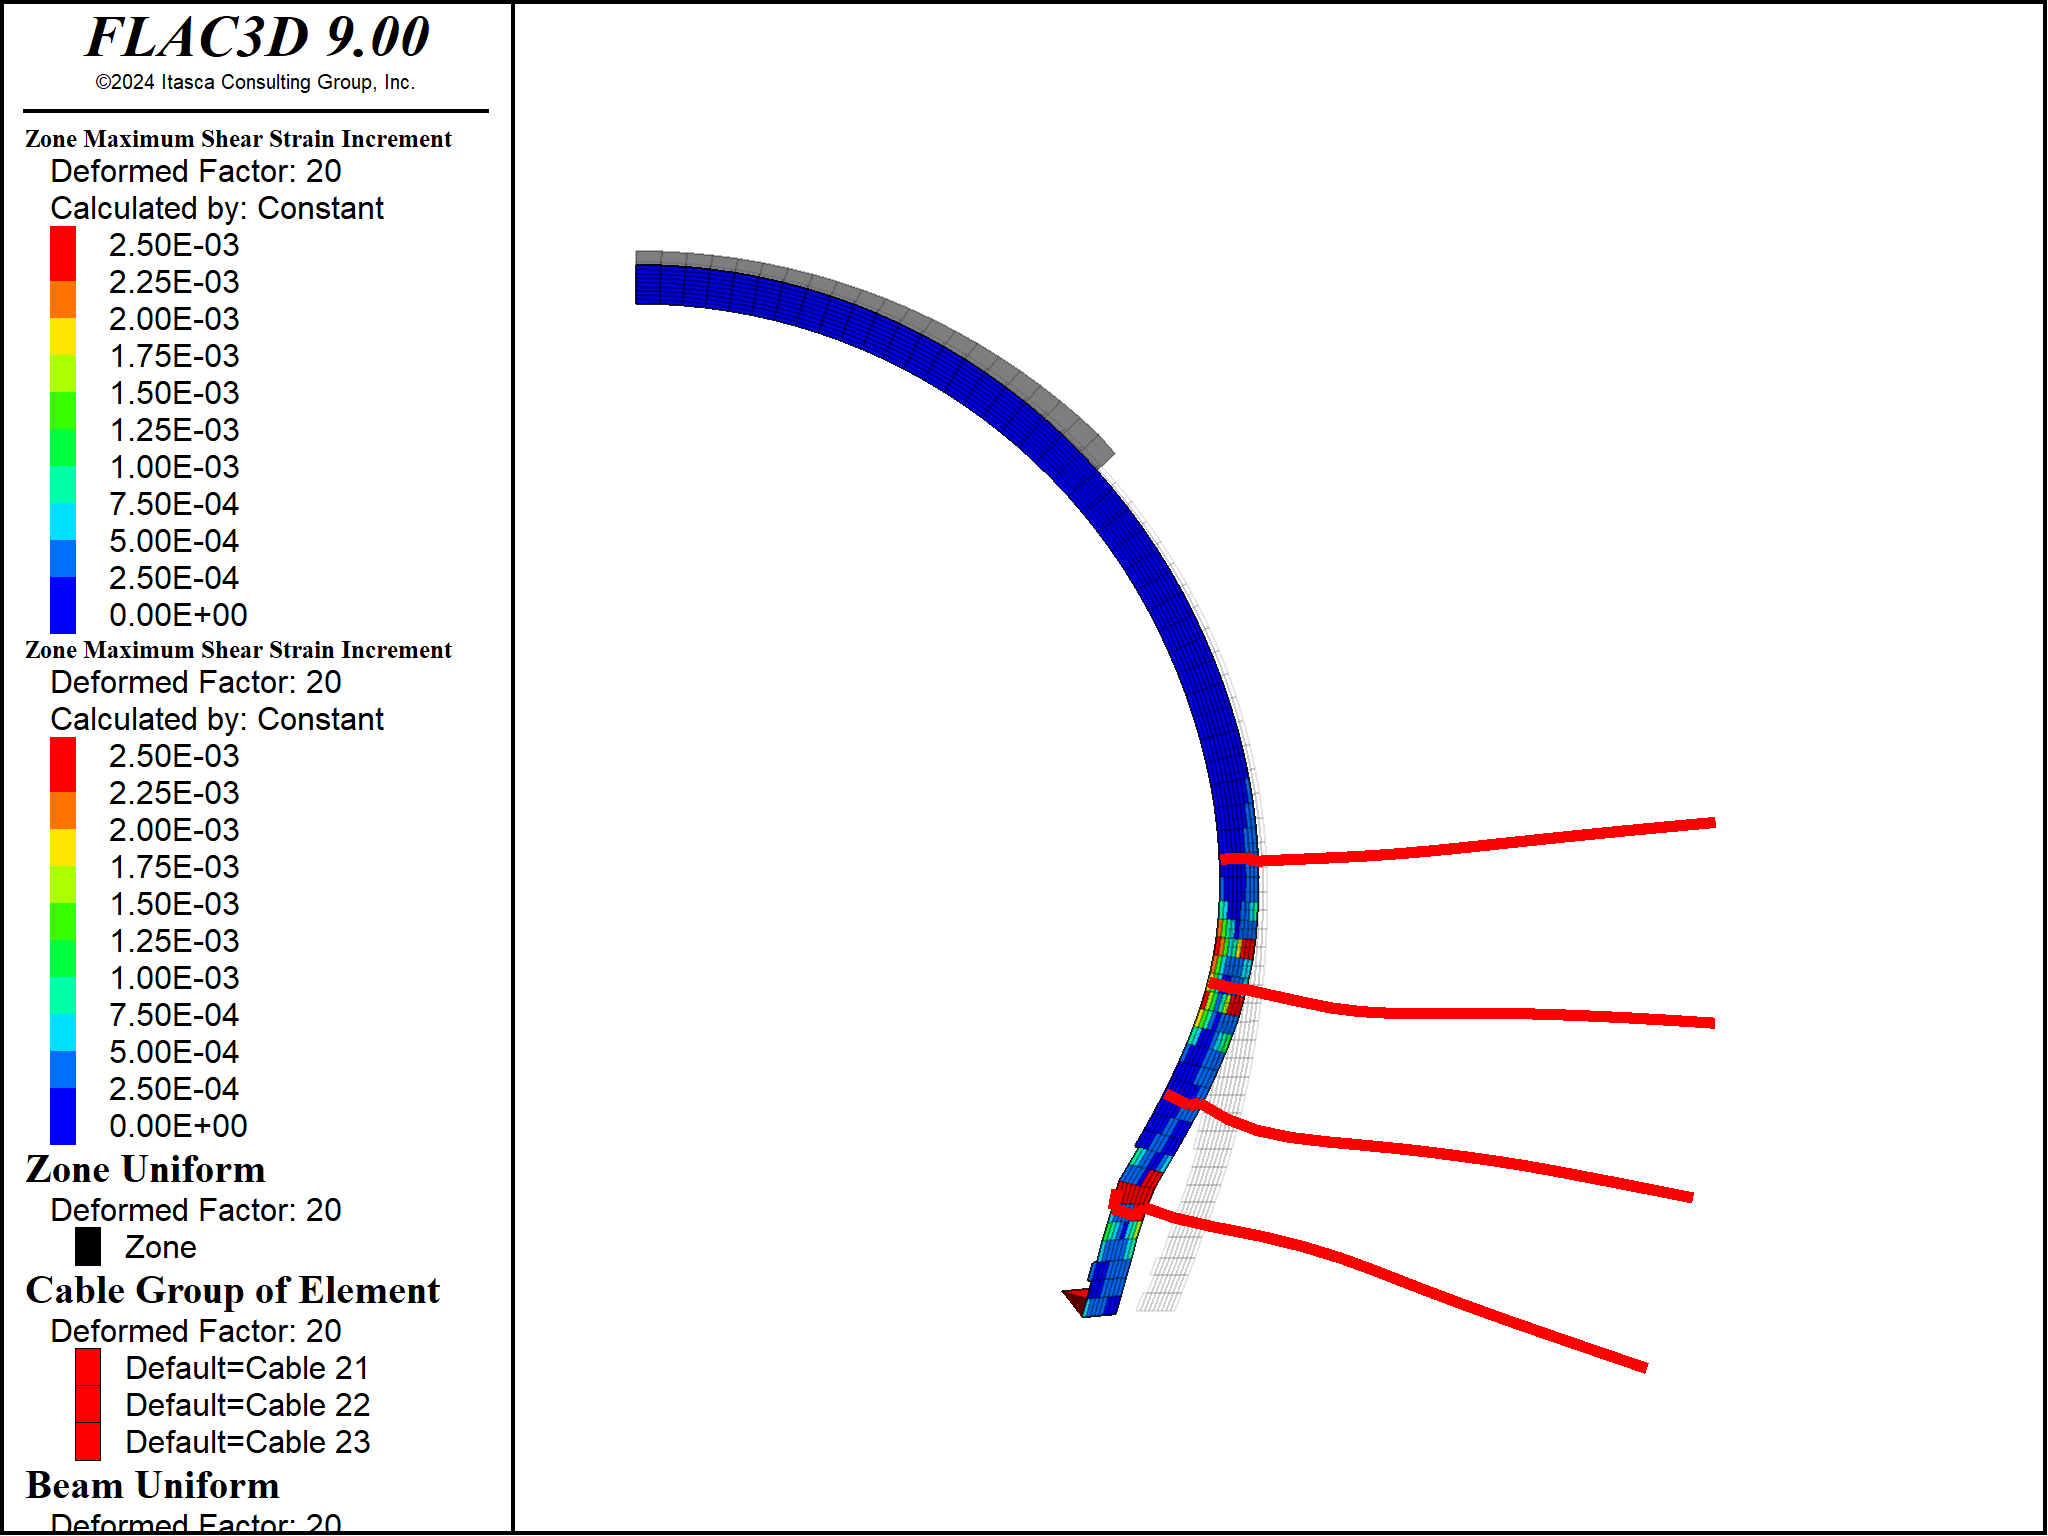 FLAC3D 9.00
©2024 Itasca Consulting Group, Inc.
Zone Maximum Shear Strain Increment
Deformed Factor: 20
Calculated by: Constant
2.50E-03
2.25E-03
2.00E-03
1.75E-03
1.50E-03
1.25E-03
1.00E-03
7.50E-04
5.00E-04
2.50E-04
0.00E+00
Zone Maximum Shear Strain Increment
Deformed Factor: 20
Calculated by: Constant
2.50E-03
2.25E-03
2.00E-03
1.75E-03
1.50E-03
1.25E-03
1.00E-03
7.50E-04
5.00E-04
2.50E-04
0.00E+00
Zone Uniform
Deformed Factor: 20
Zone
Cable Group of Element
Deformed Factor: 20
Default=Cable 21
Default=Cable 22
Default=Cable 23
Beam Uniform
Deformed Factor: 20